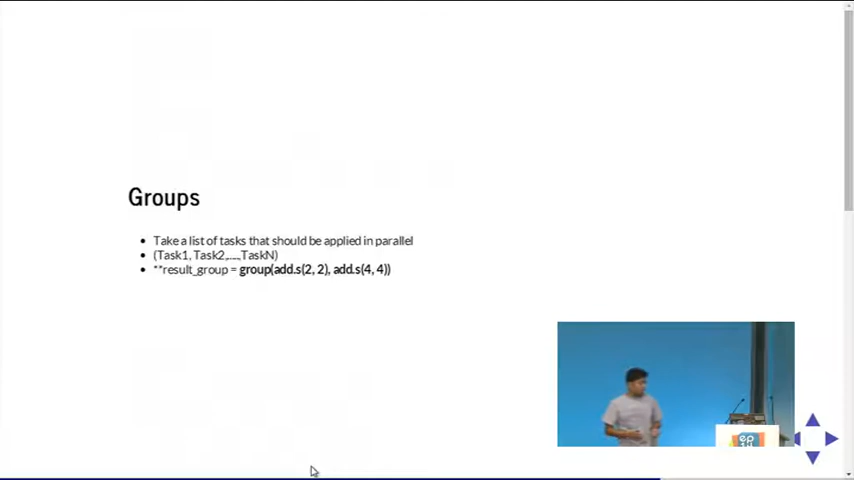 Groups
Take a list of tasks that should be applied in parallel
(Task1, Task2,....,TaskN)
**result_group = group(add.s(2, 2), add.s(4, 4))